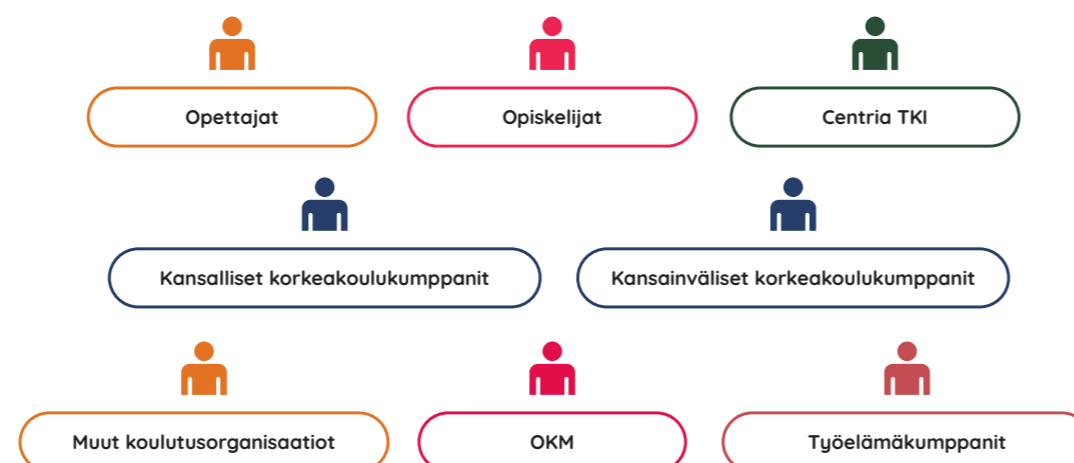 Opettajat
Opiskelijat
Centria TKI
Kansalliset korkeakoulukumppanit
Kansainväliset korkeakoulukumppanit
Muut koulutusorganisaatiot
OKM
Työelämäkumppanit